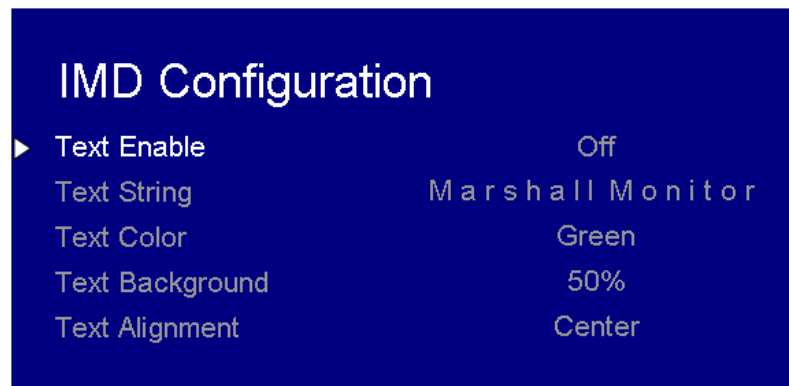 IMD Configuration
Text Enable Off
Text String Marshall Monitor
Text Color Green
Text Background 50%
Text Alignment Center